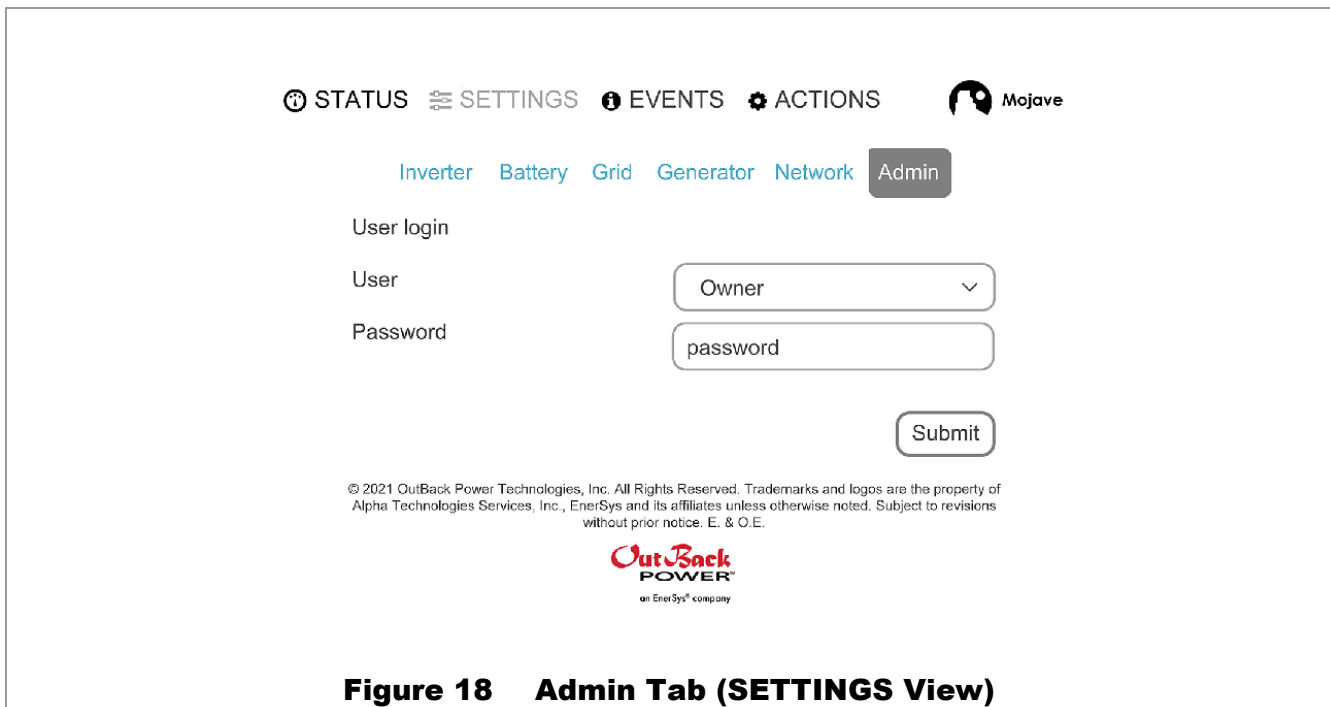 STATUS SETTINGS EVENTS ACTIONS Mojave
Inverter Battery Grid Generator Network Admin
User login
User Owner
Password password
Submit
© 2021 OutBack Power Technologies, Inc. All Rights Reserved. Trademarks and logos are the property of
Alpha Technologies Services, Inc., EnerSys and its affiliates unless otherwise noted. Subject to revisions
without prior notice. E. & O.E.
OutBack
POWER™
an EnerSys® company
Figure 18 Admin Tab (SETTINGS View)